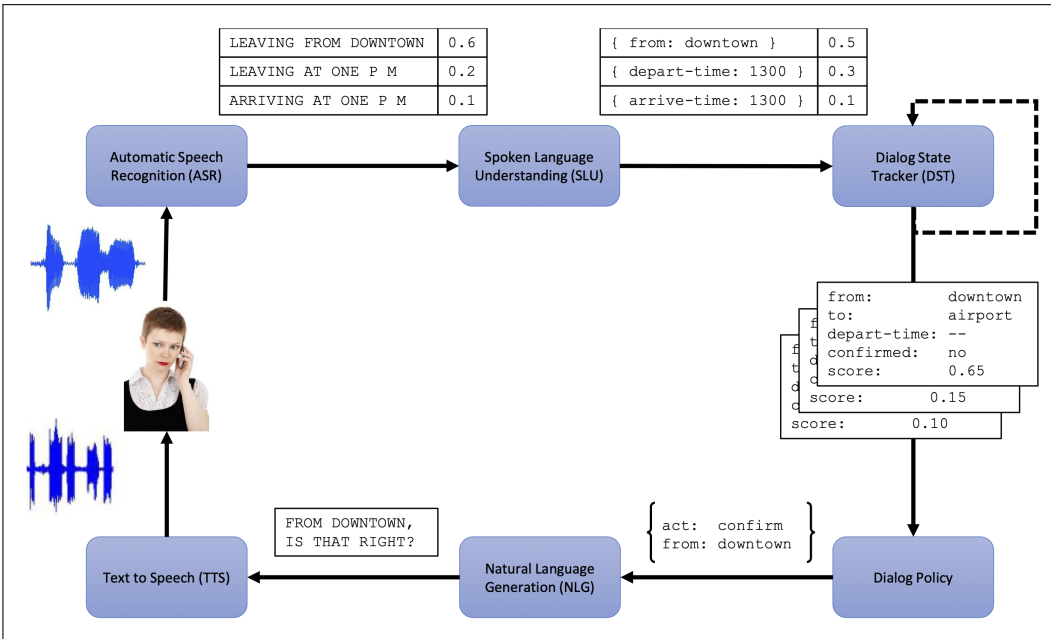 LEAVING FROM DOWNTOWN 0.6
LEAVING AT ONE P M 0.2
ARRIVING AT ONE P M 0.1
{ from: downtown } 0.5
{ depart-time: 1300 } 0.3
{ arrive-time: 1300 } 0.1
Automatic Speech
Recognition (ASR)
Spoken Language
Understanding (SLU)
Dialog State
Tracker (DST)
from: downtown
to: airport
depart-time: --
confirmed: no
score: 0.65
f
t
d
c
score: 0.15
f
t
d
c
score: 0.10
act: confirm
from: downtown
FROM DOWNTOWN,
IS THAT RIGHT?
Text to Speech (TTS)
Natural Language
Generation (NLG)
Dialog Policy